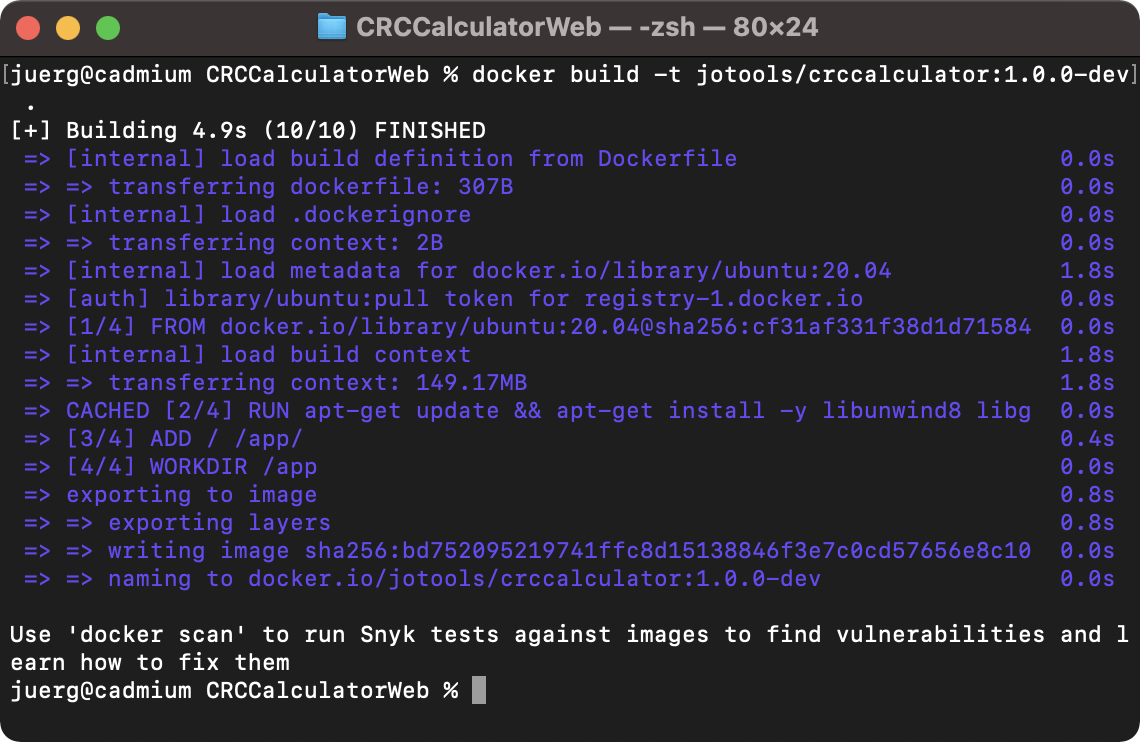 CRCCalculatorWeb — -zsh — 80×24
[juerg@cadmium CRCCalculatorWeb % docker build -t jotools/crccalculator:1.0.0-dev]
 .
[+] Building 4.9s (10/10) FINISHED
 => [internal] load build definition from Dockerfile 0.0s
 => => transferring dockerfile: 307B 0.0s
 => [internal] load .dockerignore 0.0s
 => => transferring context: 2B 0.0s
 => [internal] load metadata for docker.io/library/ubuntu:20.04 1.8s
 => [auth] library/ubuntu:pull token for registry-1.docker.io 0.0s
 => [1/4] FROM docker.io/library/ubuntu:20.04@sha256:cf31af331f38d1d71584 0.0s
 => [internal] load build context 1.8s
 => => transferring context: 149.17MB 1.8s
 => CACHED [2/4] RUN apt-get update && apt-get install -y libunwind8 libg 0.0s
 => [3/4] ADD / /app/ 0.4s
 => [4/4] WORKDIR /app 0.0s
 => exporting to image 0.8s
 => => exporting layers 0.8s
 => => writing image sha256:bd752095219741ffc8d15138846f3e7c0cd57656e8c10 0.0s
 => => naming to docker.io/jotools/crccalculator:1.0.0-dev 0.0s
Use 'docker scan' to run Snyk tests against images to find vulnerabilities and l
earn how to fix them
juerg@cadmium CRCCalculatorWeb %